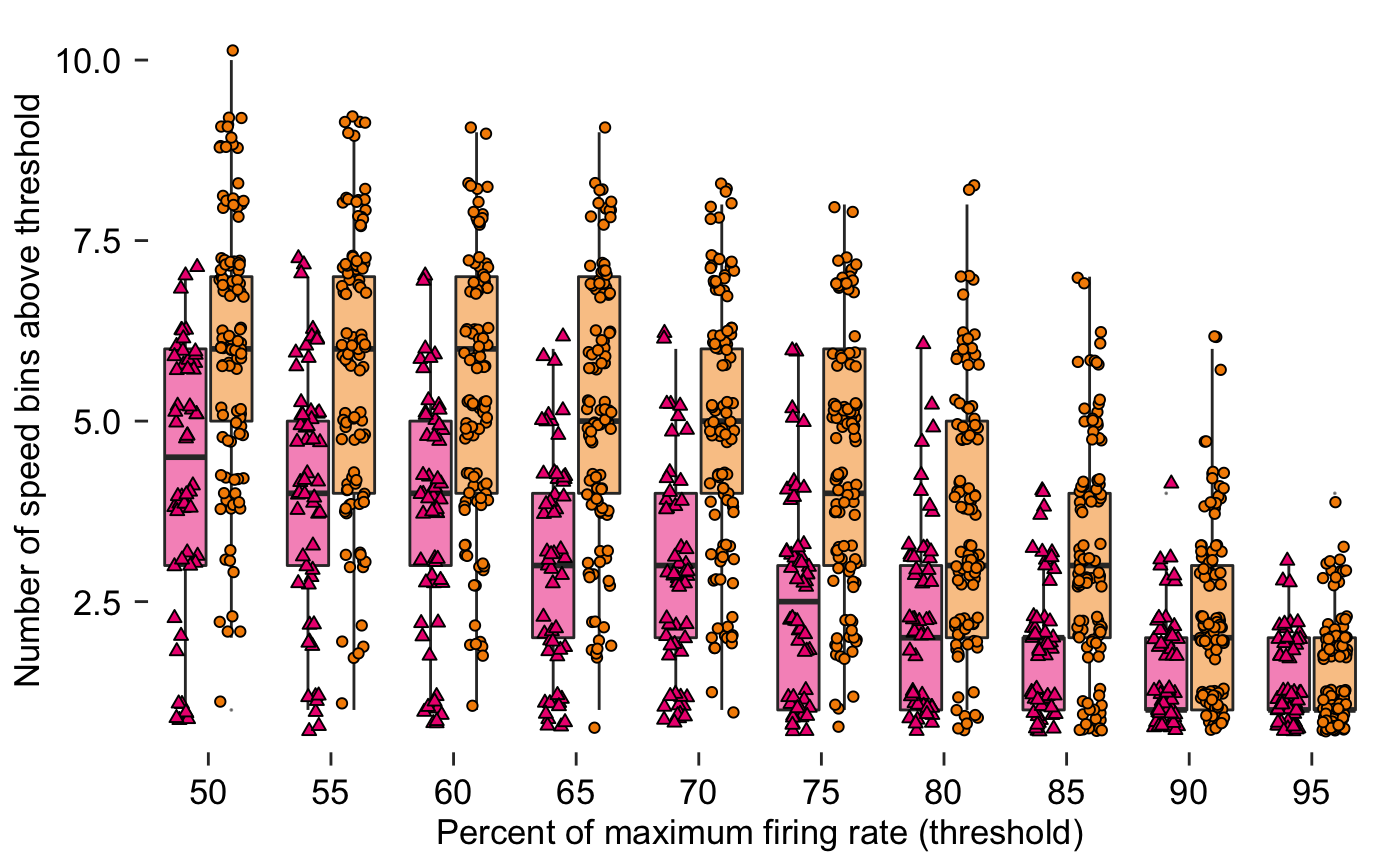 Number of speed bins above threshold
10.0
7.5
5.0
2.5
50 55 60 65 70 75 80 85 90 95
Percent of maximum firing rate (threshold)